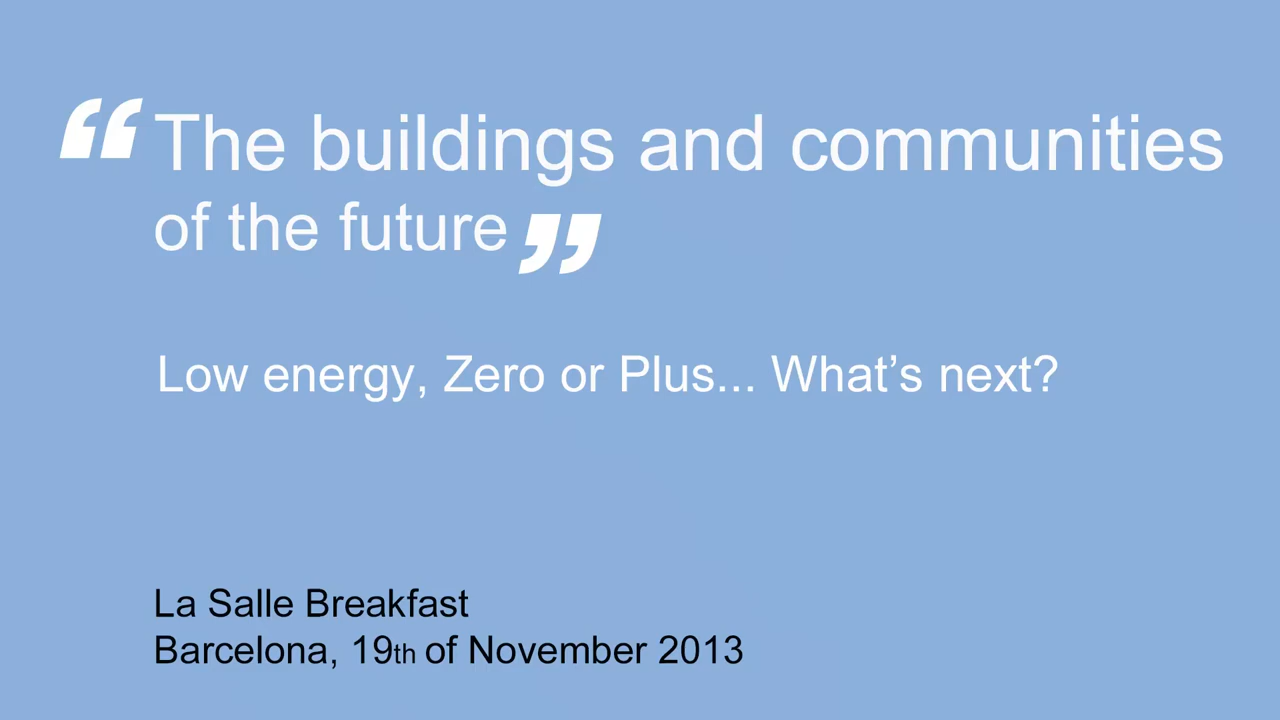 “The buildings and communities
of the future”
Low energy, Zero or Plus... What’s next?
La Salle Breakfast
Barcelona, 19th of November 2013